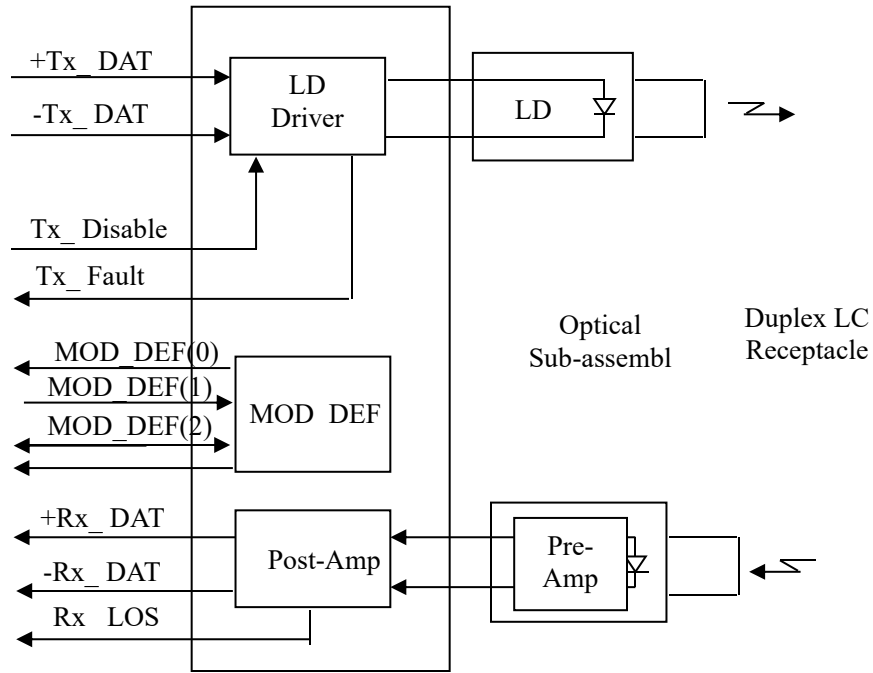 +Tx_ DAT
LD
Driver
LD
-Tx_ DAT
Tx_ Disable
Tx_ Fault
Optical
Sub-assembl
Duplex LC
Receptacle
MOD_DEF(0)
MOD_DEF(1)
MOD_DEF(2)
MOD DEF
+Rx_ DAT
-Rx_ DAT
Rx LOS
Post-Amp
Pre-
Amp